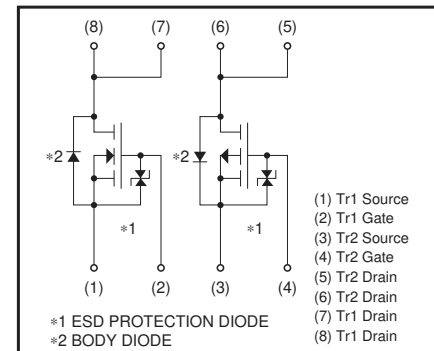 (8) (7) (6) (5)
∗2 ∗2
∗1 ∗1
(1) (2) (3) (4)
(1) Tr1 Source
(2) Tr1 Gate
(3) Tr2 Source
(4) Tr2 Gate
(5) Tr2 Drain
(6) Tr2 Drain
(7) Tr1 Drain
(8) Tr1 Drain
∗1 ESD PROTECTION DIODE
∗2 BODY DIODE